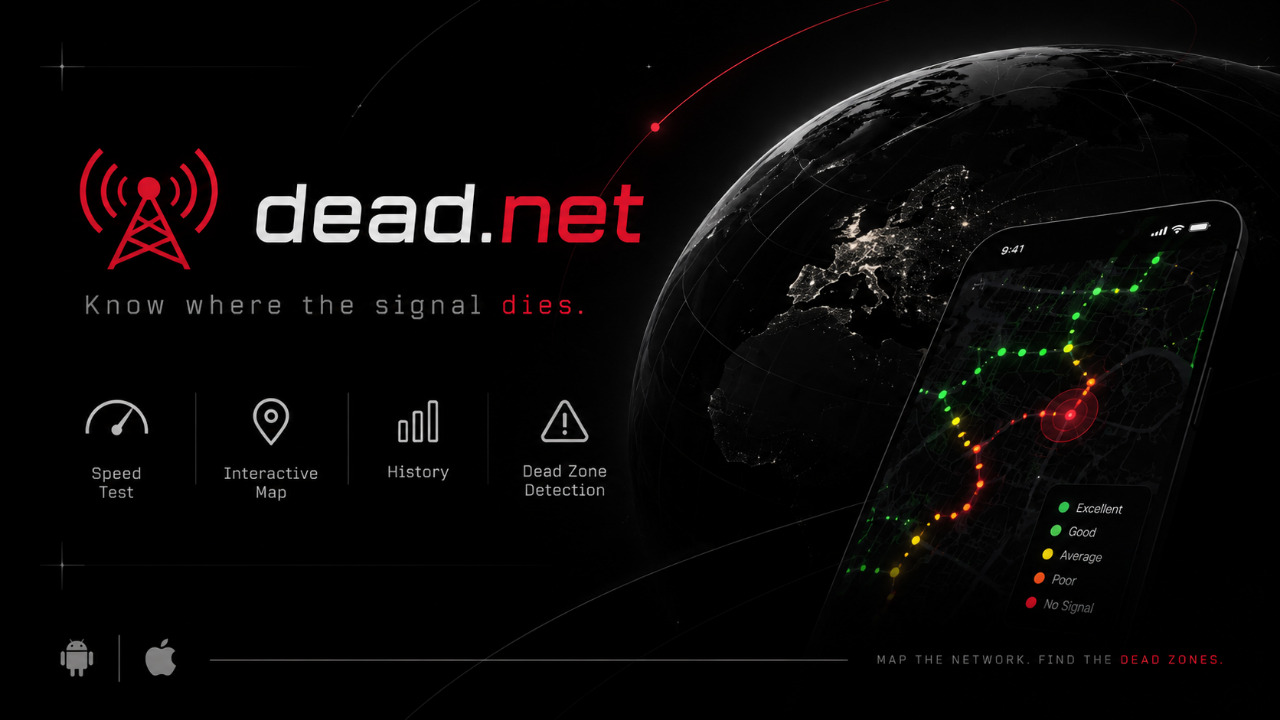 dead.net
Know where the signal dies.
Speed
Test
Interactive
Map
History
Dead Zone
Detection
9:41
Excellent
Good
Average
Poor
No Signal
MAP THE NETWORK. FIND THE DEAD ZONES.